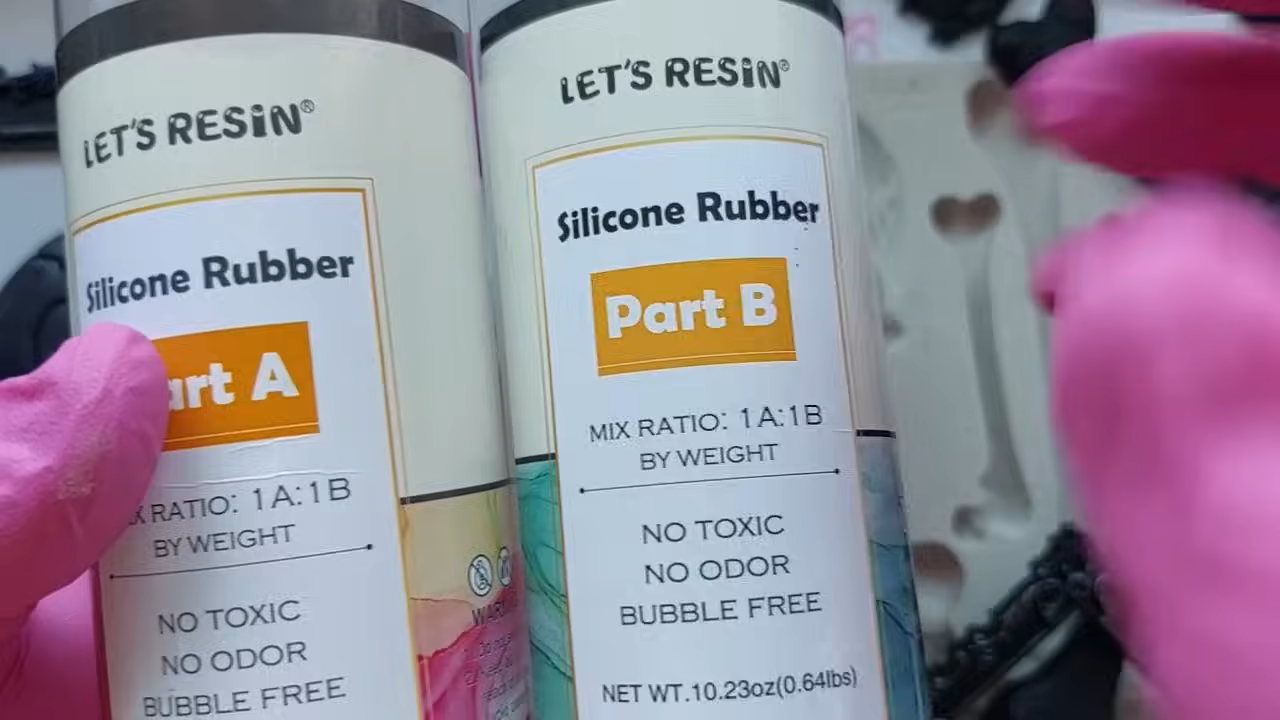 LET'S RESiN®
Silicone Rubber
art A
RATIO: 1A:1B
BY WEIGHT
NO TOXIC
NO ODOR
BUBBLE FREE
LET'S RESiN®
Silicone Rubber
Part B
MIX RATIO: 1A:1B
BY WEIGHT
NO TOXIC
NO ODOR
BUBBLE FREE
NET WT.10.23oz(0.64lbs)